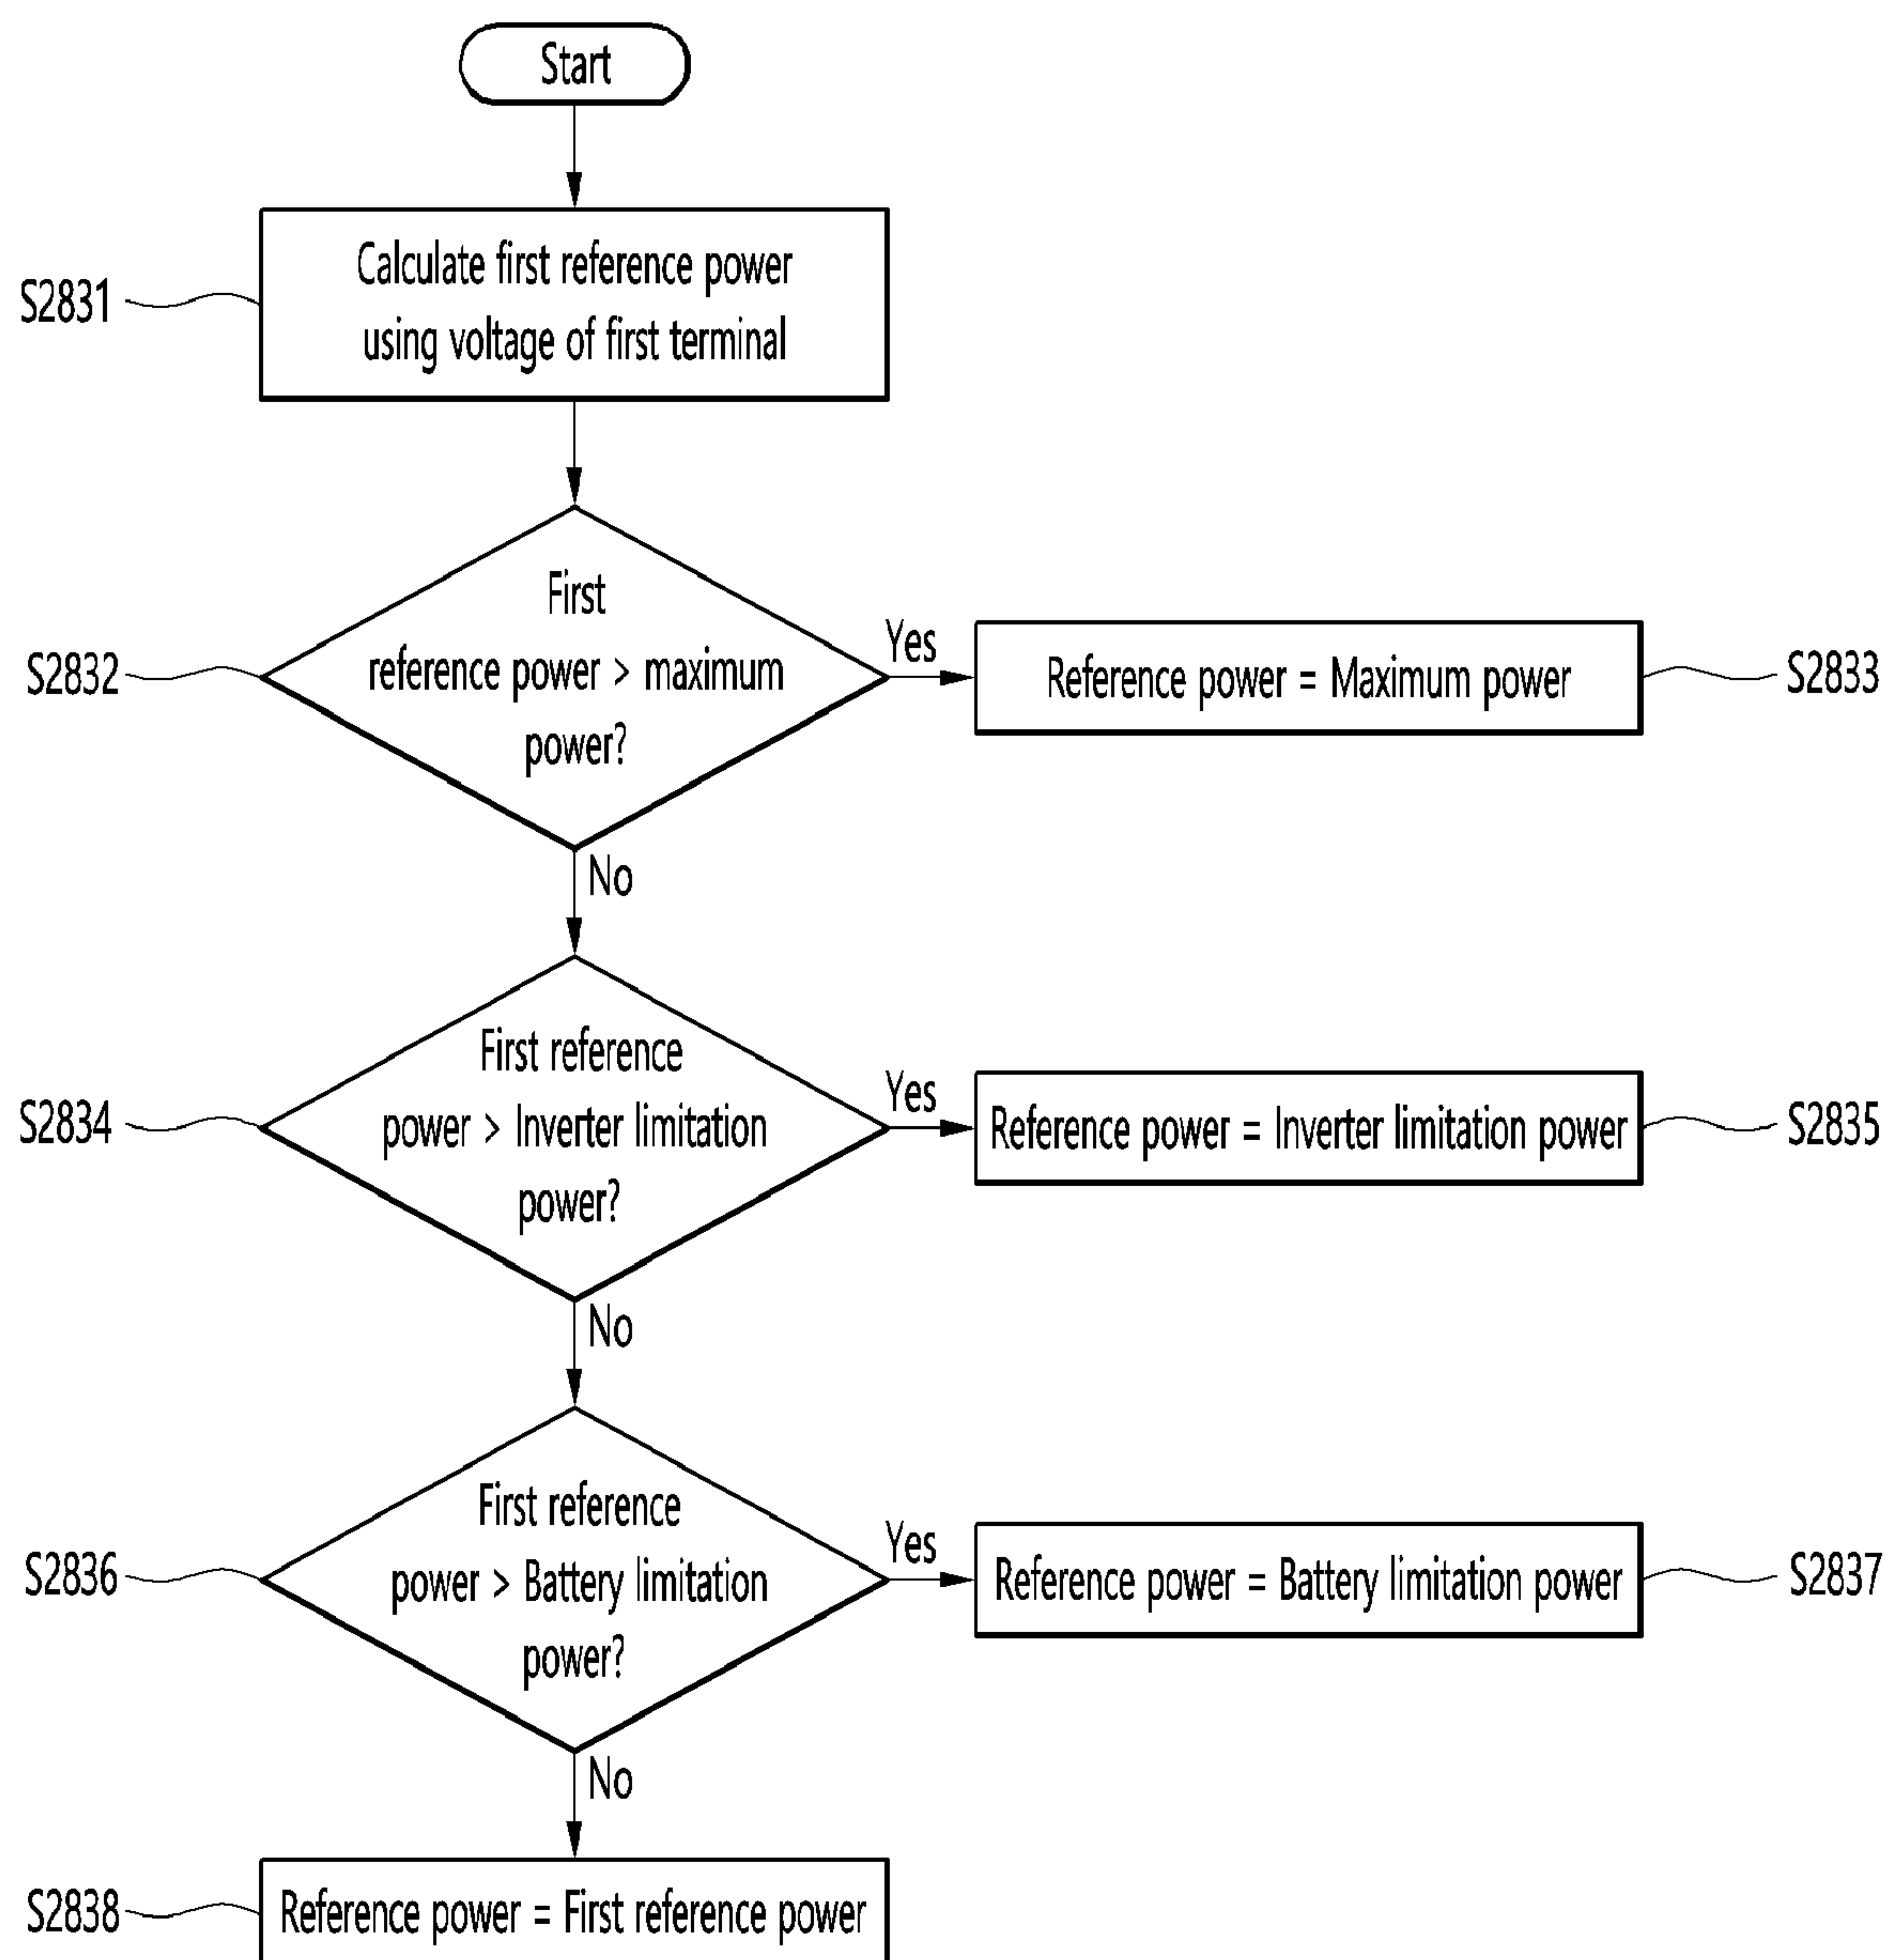 Start
S2831
Calculate first reference power
using voltage of first terminal
S2832
First
reference power > maximum
power?
Yes
Reference power = Maximum power
S2833
No
S2834
First reference
power > Inverter limitation
power?
Yes
Reference power = Inverter limitation power
S2835
No
S2836
First reference
power > Battery limitation
power?
Yes
Reference power = Battery limitation power
S2837
No
S2838
Reference power = First reference power